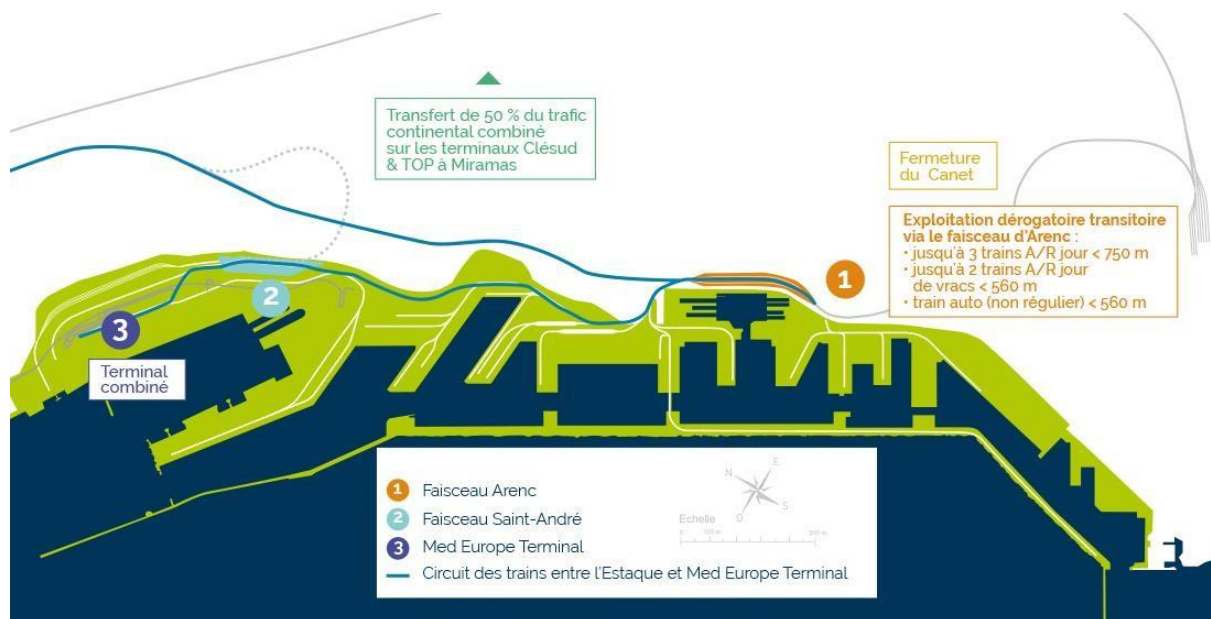 Transfert de 50 % du trafic
continental combiné
sur les terminaux Clésud
& TOP à Miramas
Fermeture
du Canet
Exploitation dérogatoire transitoire
via le faisceau d'Arenc :
• jusqu'à 3 trains A/R jour < 750 m
• jusqu'à 2 trains A/R jour
de vracs < 560 m
• train auto (non régulier) < 560 m
1
2
3
Terminal
combiné
1 Faisceau Arenc
2 Faisceau Saint-André
3 Med Europe Terminal
Circuit des trains entre l'Estaque et Med Europe Terminal
N
E
S
O
Echelle
0